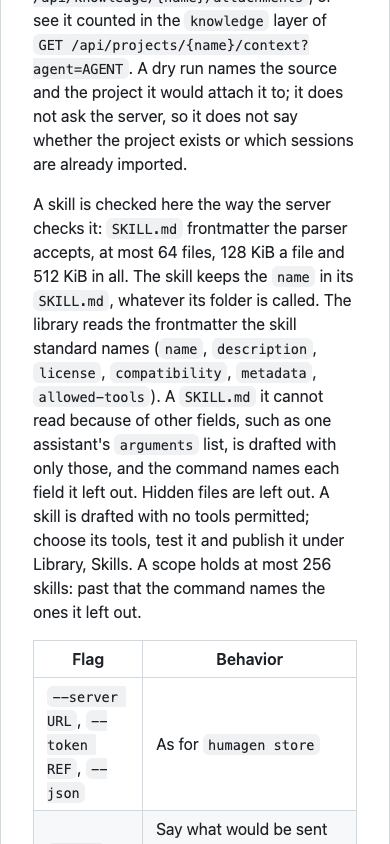 see it counted in the knowledge layer of
GET /api/projects/{name}/context?
agent=AGENT . A dry run names the source
and the project it would attach it to; it does
not ask the server, so it does not say
whether the project exists or which sessions
are already imported.
A skill is checked here the way the server
checks it: SKILL.md frontmatter the parser
accepts, at most 64 files, 128 KiB a file and
512 KiB in all. The skill keeps the name in its
SKILL.md , whatever its folder is called. The
library reads the frontmatter the skill
standard names ( name , description ,
license , compatibility , metadata ,
allowed-tools ). A SKILL.md it cannot
read because of other fields, such as one
assistant's arguments list, is drafted with
only those, and the command names each
field it left out. Hidden files are left out. A
skill is drafted with no tools permitted;
choose its tools, test it and publish it under
Library, Skills. A scope holds at most 256
skills: past that the command names the
ones it left out.
Flag Behavior
--server
URL , --
token
REF , --
json
As for humagen store
Say what would be sent